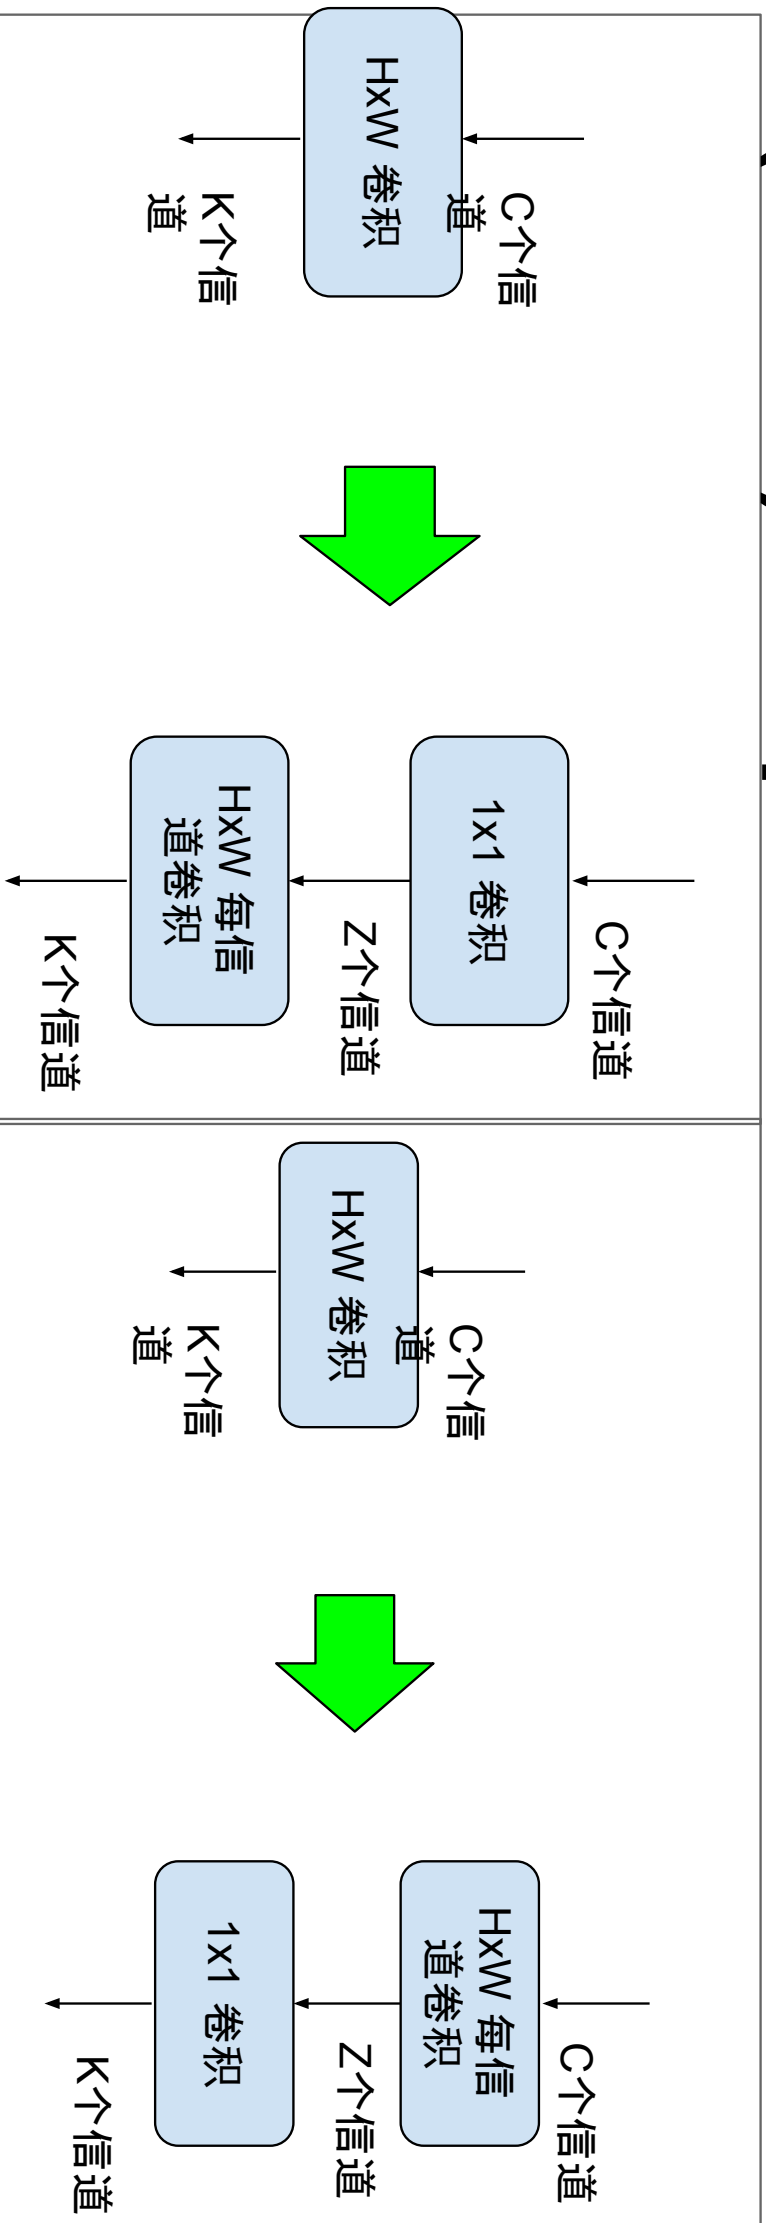 C个信
道
HxW 卷积
K个信
道
C个信道
1x1 卷积
Z个信道
HxW 每信
道卷积
K个信道
C个信
道
HxW 卷积
K个信
道
C个信道
HxW 每信
道卷积
Z个信道
1x1 卷积
K个信道